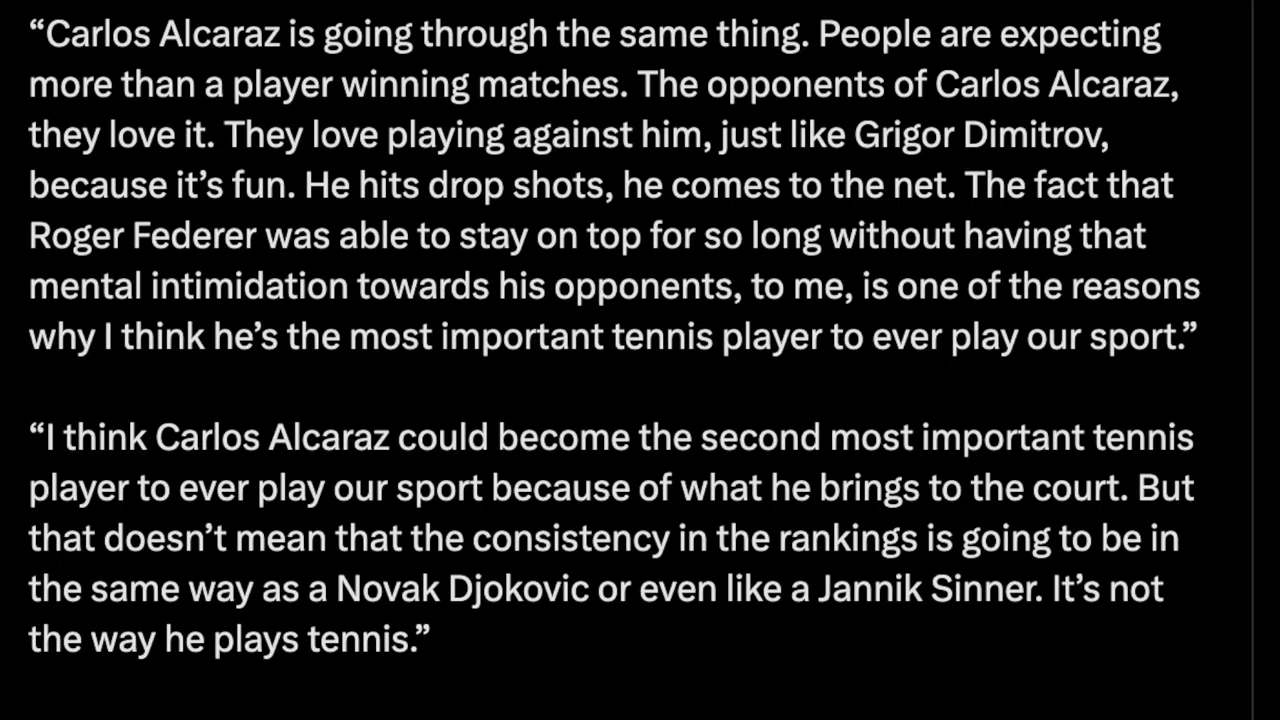 “Carlos Alcaraz is going through the same thing. People are expecting
more than a player winning matches. The opponents of Carlos Alcaraz,
they love it. They love playing against him, just like Grigor Dimitrov,
because it’s fun. He hits drop shots, he comes to the net. The fact that
Roger Federer was able to stay on top for so long without having that
mental intimidation towards his opponents, to me, is one of the reasons
why I think he’s the most important tennis player to ever play our sport.”
“I think Carlos Alcaraz could become the second most important tennis
player to ever play our sport because of what he brings to the court. But
that doesn’t mean that the consistency in the rankings is going to be in
the same way as a Novak Djokovic or even like a Jannik Sinner. It’s not
the way he plays tennis.”